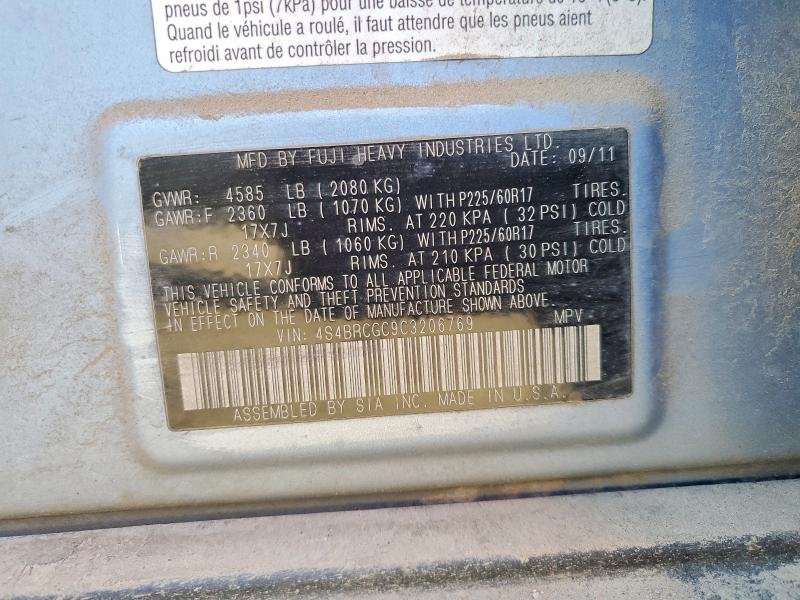 pneus de 1psi (7kPa) pour une baisse de température de
Quand le véhicule a roulé, il faut attendre que les pneus aient
refroidi avant de contrôler la pression.
MFD BY FUJI HEAVY INDUSTRIES LTD.
DATE: 09/11
GVWR: 4585 LB ( 2080 KG)
GAWR:F 2360 LB ( 1070 KG) WITH P225/60R17 TIRES.
17X7J RIMS. AT 220 KPA ( 32 PSI) COLD
GAWR:R 2340 LB ( 1060 KG) WITH P225/60R17 TIRES.
17X7J RIMS. AT 210 KPA ( 30 PSI) COLD
THIS VEHICLE CONFORMS TO ALL APPLICABLE FEDERAL MOTOR
VEHICLE SAFETY AND THEFT PREVENTION STANDARDS
IN EFFECT ON THE DATE OF MANUFACTURE SHOWN ABOVE.
VIN: 4S4BRCGC9C3206769 MPV
ASSEMBLED BY SIA INC. MADE IN U.S.A.